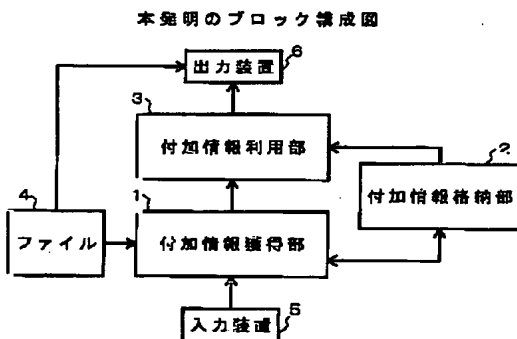 本発明のブロック構成図
6
出力装置
3
付加情報利用部
2
付加情報格納部
4
ファイル
1
付加情報獲得部
5
入力装置